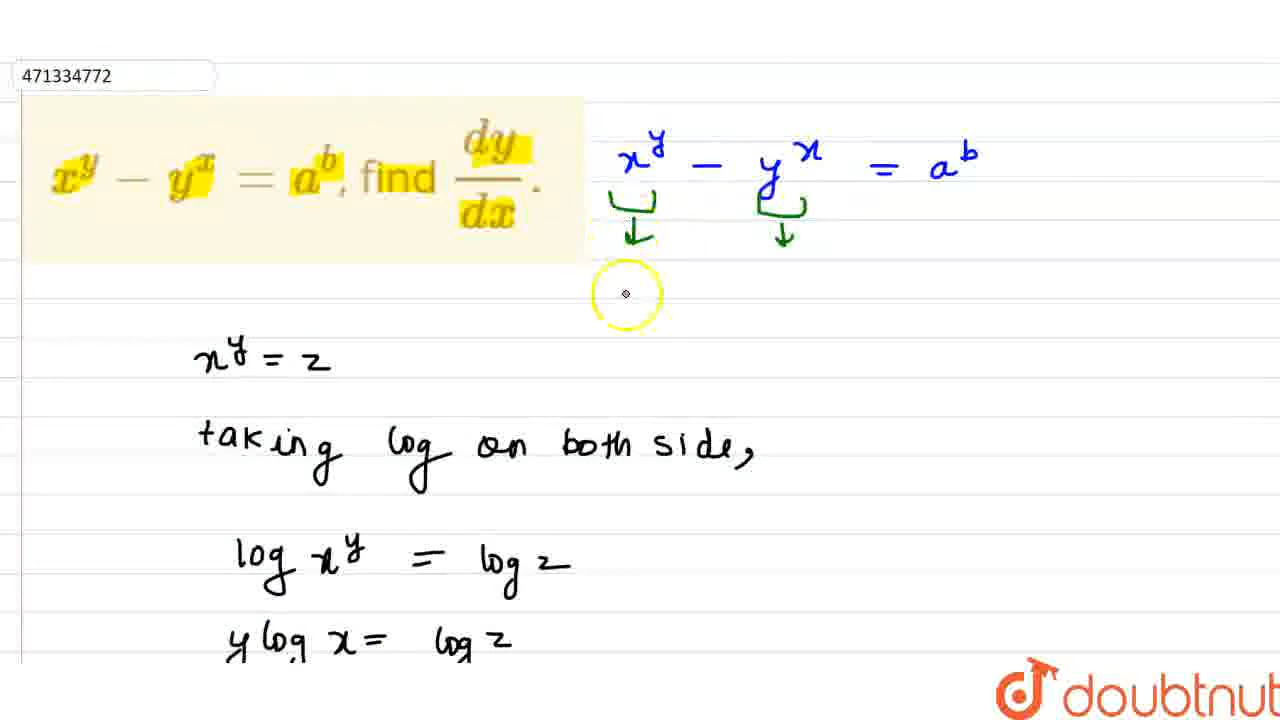 471334772
x^y − y^x = a^b, find dy/dx.
x^y − y^x = a^b
x^y = z
taking log on both side,
log x^y = log z
y log x = log z
doubtnut